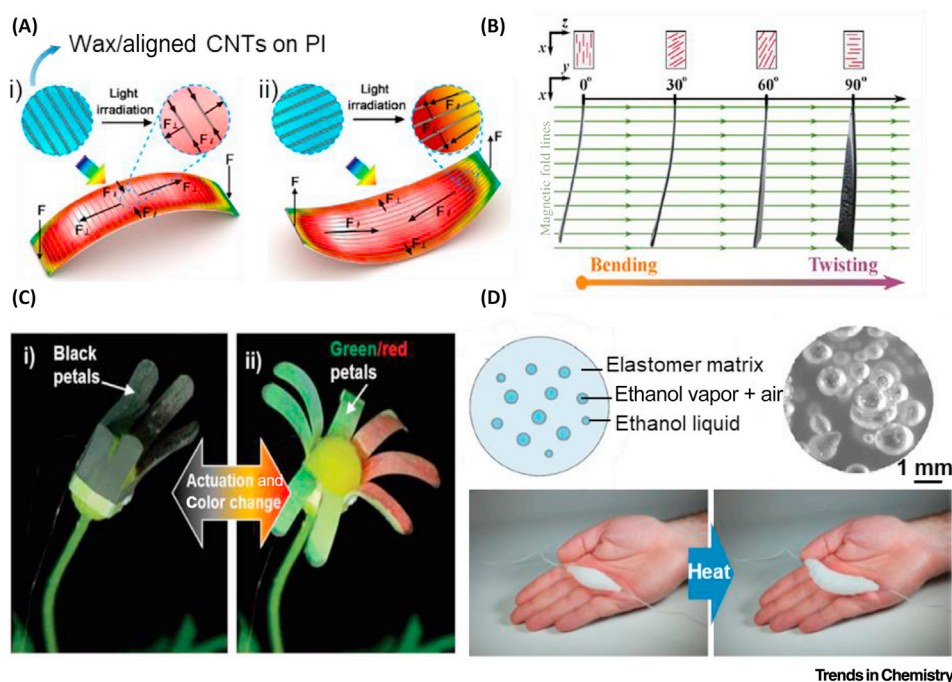 (A)
Wax/aligned CNTs on PI
i)
Light
irradiation
F⊥
F∥
F⊥
F∥
F
F
F⊥
F∥
F⊥
F∥
ii)
Light
irradiation
F∥
F⊥
F
F
F⊥
F∥
F∥
F⊥
(B)
z
x
y
x
0°
30°
60°
90°
Magnetic fold lines
Bending
Twisting
(C)
i)
Black
petals
ii)
Green/red
petals
Actuation and
Color change
(D)
Elastomer matrix
Ethanol vapor + air
Ethanol liquid
1 mm
Heat
Trends in Chemistry